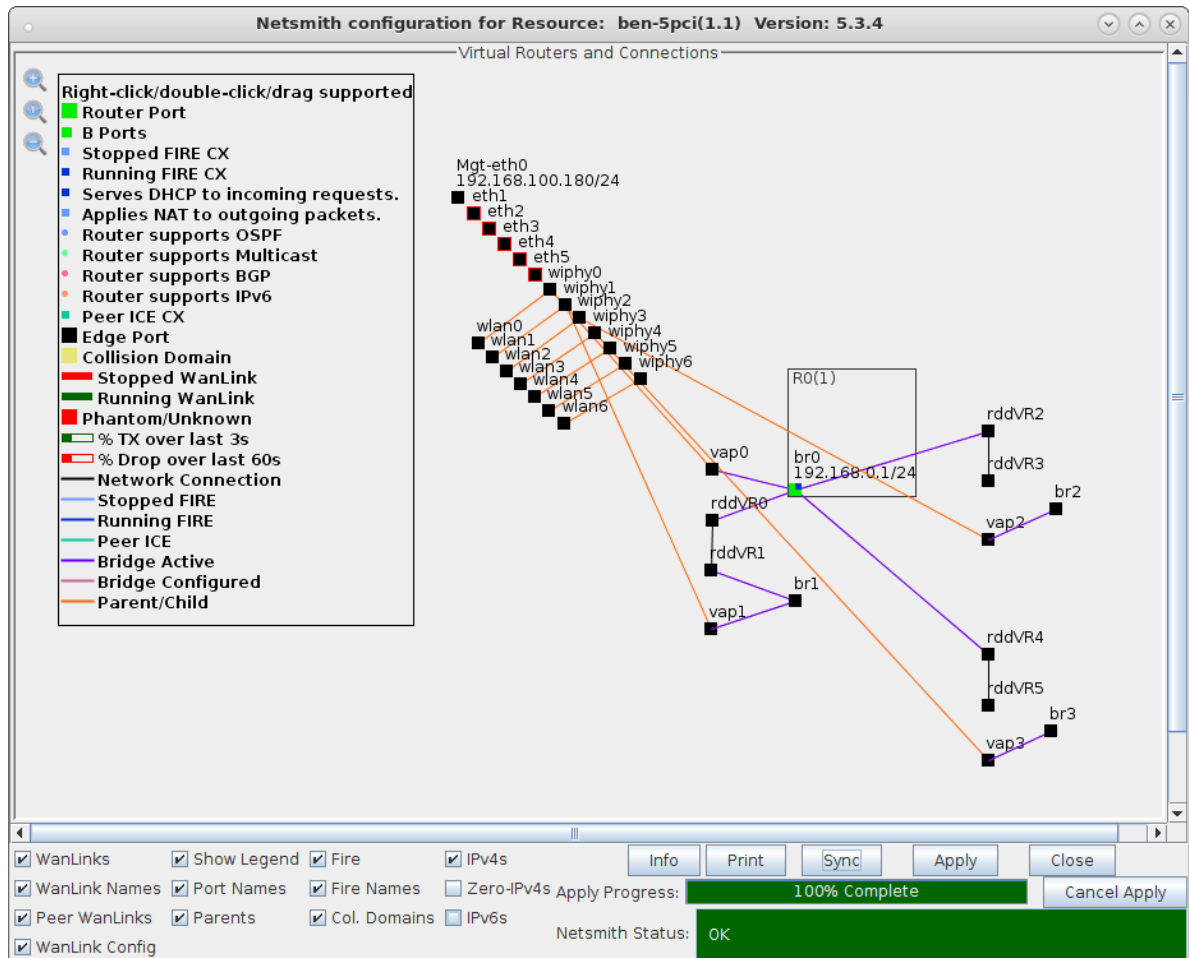 Netsmith configuration for Resource:  ben-5pci(1.1)  Version: 5.3.4
Virtual Routers and Connections
Right-click/double-click/drag supported
Router Port
B Ports
Stopped FIRE CX
Running FIRE CX
Serves DHCP to incoming requests.
Applies NAT to outgoing packets.
Router supports OSPF
Router supports Multicast
Router supports BGP
Router supports IPv6
Peer ICE CX
Edge Port
Collision Domain
Stopped WanLink
Running WanLink
Phantom/Unknown
% TX over last 3s
% Drop over last 60s
Network Connection
Stopped FIRE
Running FIRE
Peer ICE
Bridge Active
Bridge Configured
Parent/Child
Mgt-eth0
192.168.100.180/24
eth1
eth2
eth3
eth4
eth5
wiphy0
wiphy1
wiphy2
wiphy3
wiphy4
wiphy5
wiphy6
wlan0
wlan1
wlan2
wlan3
wlan4
wlan5
wlan6
R0(1)
vap0
br0
192.168.0.1/24
rddVR0
rddVR1
br1
vap1
rddVR2
rddVR3
br2
vap2
rddVR4
rddVR5
br3
vap3
WanLinks Show Legend Fire IPv4s Info Print Sync Apply Close
WanLink Names Port Names Fire Names Zero-IPv4s Apply Progress: 100% Complete Cancel Apply
Peer WanLinks Parents Col. Domains IPv6s Netsmith Status: OK
WanLink Config